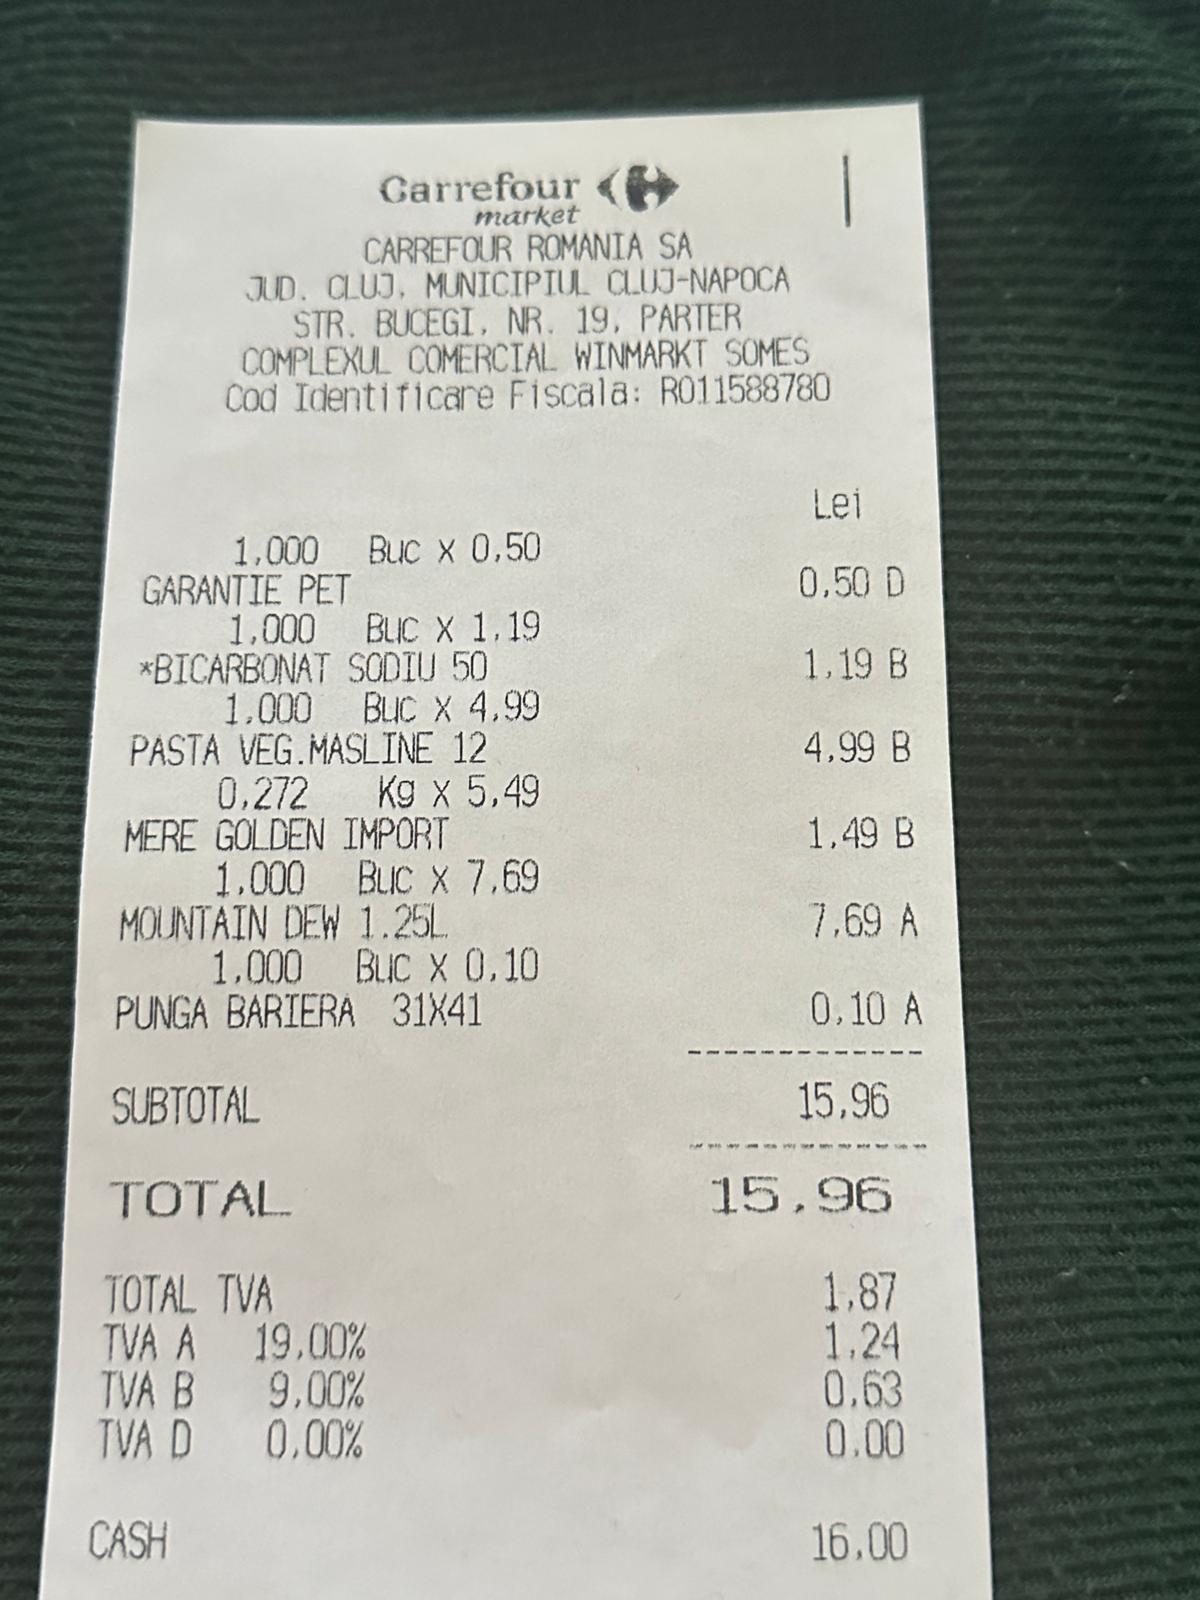 Carrefour
market
CARREFOUR ROMANIA SA
JUD. CLUJ, MUNICIPIUL CLUJ-NAPOCA
STR. BUCEGI, NR. 19, PARTER
COMPLEXUL COMERCIAL WINMARKT SOMES
Cod Identificare Fiscala: RO11588780
Lei
1,000 Buc X 0,50
GARANTIE PET 0,50 D
1,000 Buc X 1,19
*BICARBONAT SODIU 50 1,19 B
1,000 Buc X 4,99
PASTA VEG.MASLINE 12 4,99 B
0,272 Kg X 5,49
MERE GOLDEN IMPORT 1,49 B
1,000 Buc X 7,69
MOUNTAIN DEW 1.25L 7,69 A
1,000 Buc X 0,10
PUNGA BARIERA 31X41 0,10 A
SUBTOTAL 15,96
TOTAL 15,96
TOTAL TVA 1,87
TVA A 19,00% 1,24
TVA B 9,00% 0,63
TVA D 0,00% 0,00
CASH 16,00